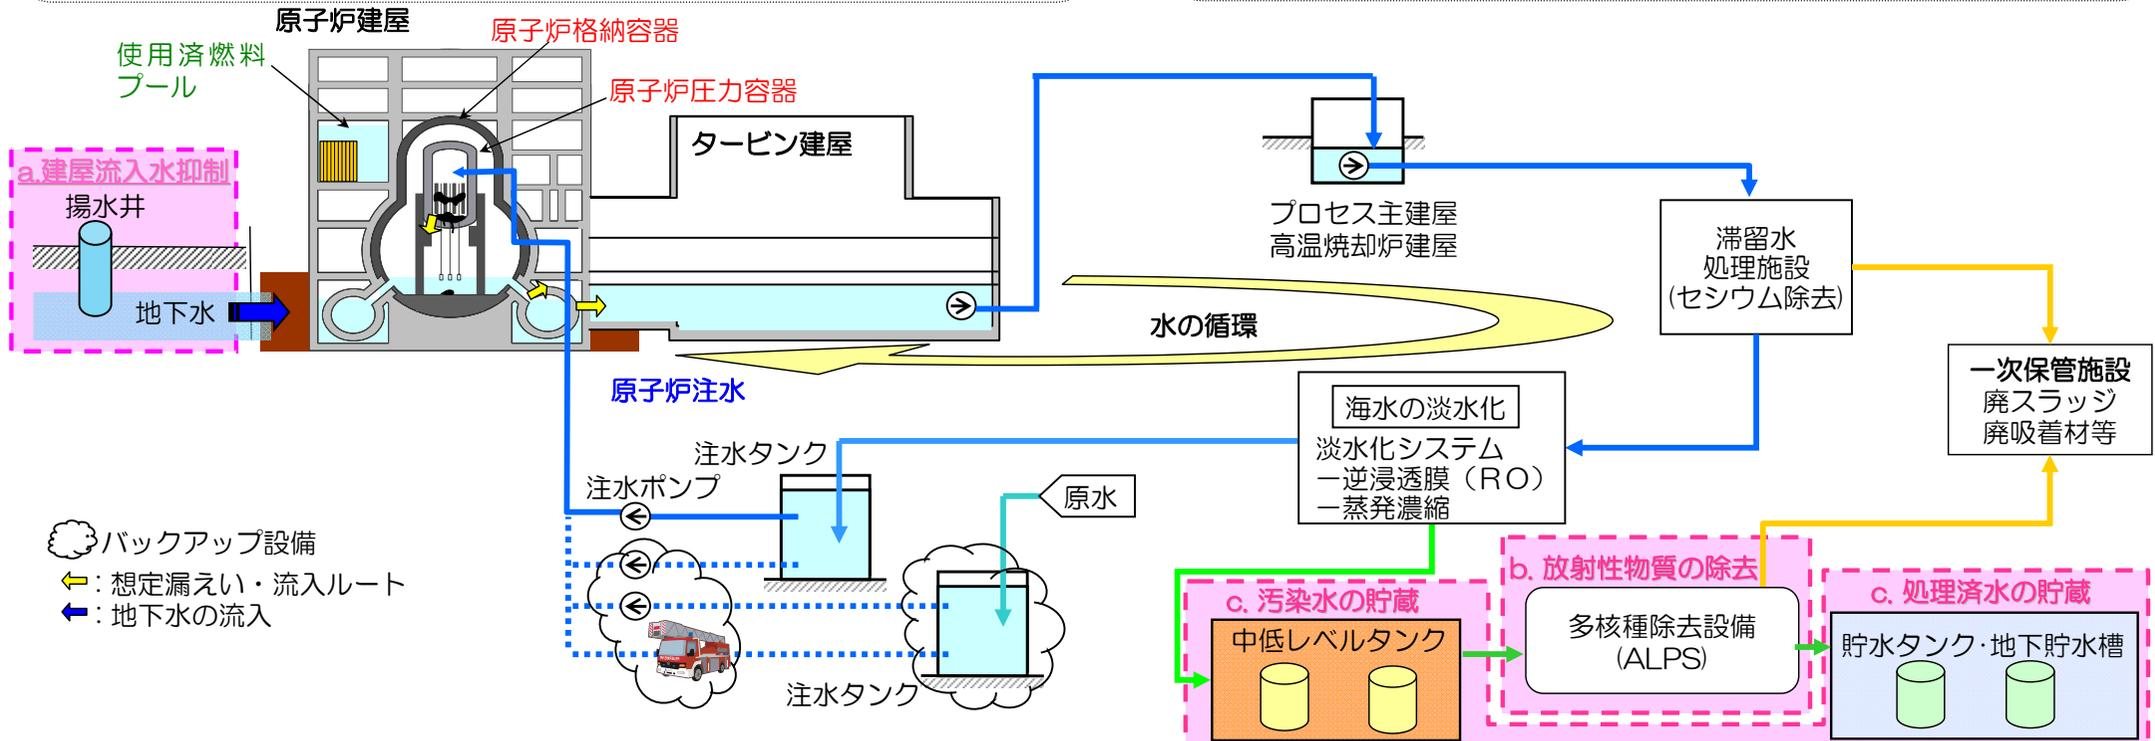 原子炉建屋
原子炉格納容器
使用済燃料
プール
原子炉圧力容器
タービン建屋
a.建屋流入水抑制
揚水井
地下水
プロセス主建屋
高温焼却炉建屋
滞留水
処理施設
(セシウム除去)
水の循環
一次保管施設
廃スラッジ
廃吸着材等
原子炉注水
海水の淡水化
淡水化システム
－逆浸透膜（ＲＯ）
－蒸発濃縮
注水タンク
注水ポンプ
原水
バックアップ設備
：想定漏えい・流入ルート
：地下水の流入
注水タンク
c. 汚染水の貯蔵
中低レベルタンク
b. 放射性物質の除去
多核種除去設備
(ALPS)
c. 処理済水の貯蔵
貯水タンク・地下貯水槽